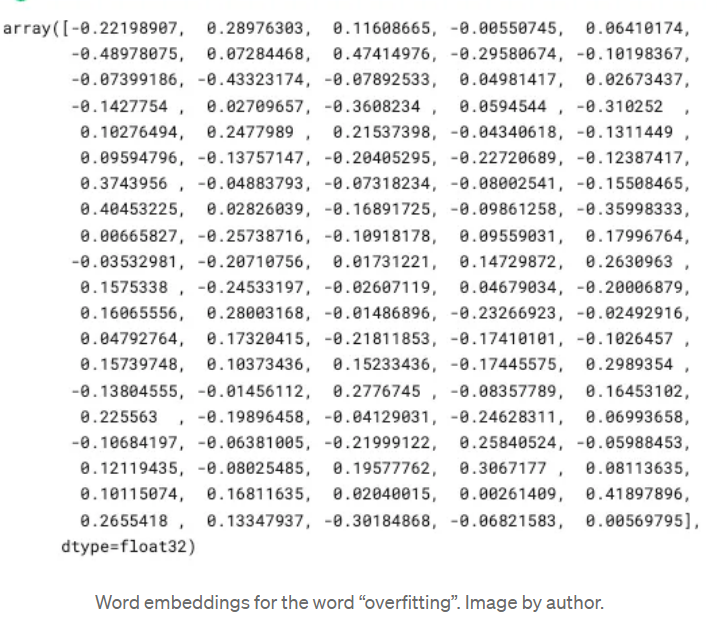 array([-0.22198907, 0.28976303, 0.11608665, -0.00550745, 0.06410174,
-0.48978075, 0.07284468, 0.47414976, -0.29580674, -0.10198367,
-0.07399186, -0.43323174, -0.07892533, 0.04981417, 0.02673437,
-0.1427754 , 0.02709657, -0.3608234 , 0.0594544 , -0.310252 ,
0.10276494, 0.2477989 , 0.21537398, -0.04340618, -0.1311449 ,
0.09594796, -0.13757147, -0.20405295, -0.22720689, -0.12387417,
0.3743956 , -0.04883793, -0.07318234, -0.08002541, -0.15508465,
0.40453225, 0.02826039, -0.16891725, -0.09861258, -0.35998333,
0.00665827, -0.25738716, -0.10918178, 0.09559031, 0.17996764,
-0.03532981, -0.20710756, 0.01731221, 0.14729872, 0.2630963 ,
0.1575338 , -0.24533197, -0.02607119, 0.04679034, -0.20006879,
0.16065556, 0.28003168, -0.01486896, -0.23266923, -0.02492916,
0.04792764, 0.17320415, -0.21811853, -0.17410101, -0.1026457 ,
0.15739748, 0.10373436, 0.15233436, -0.17445575, 0.2989354 ,
-0.13804555, -0.01456112, 0.2776745 , -0.08357789, 0.16453102,
0.225563 , -0.19896458, -0.04129031, -0.24628311, 0.06993658,
-0.10684197, -0.06381005, -0.21999122, 0.25840524, -0.05988453,
0.12119435, -0.08025485, 0.19577762, 0.3067177 , 0.08113635,
0.10115074, 0.16811635, 0.02040015, 0.00261409, 0.41897896,
0.2655418 , 0.13347937, -0.30184868, -0.06821583, 0.00569795],
dtype=float32)
Word embeddings for the word “overfitting”. Image by author.